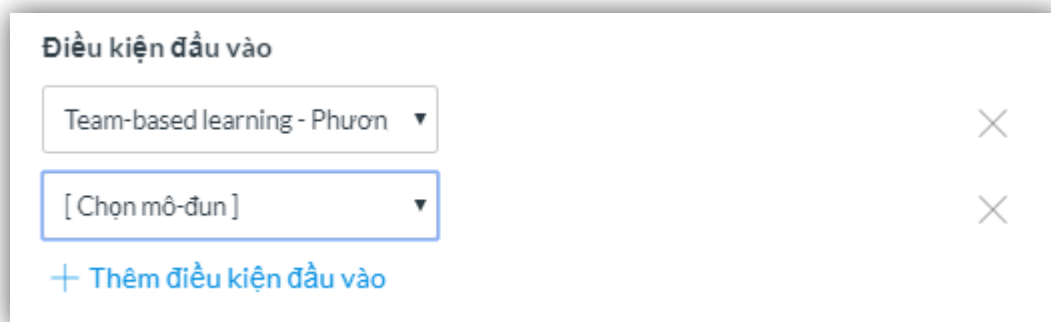 Điều kiện đầu vào
Team-based learning - Phươn
[ Chọn mô-đun ]
Thêm điều kiện đầu vào